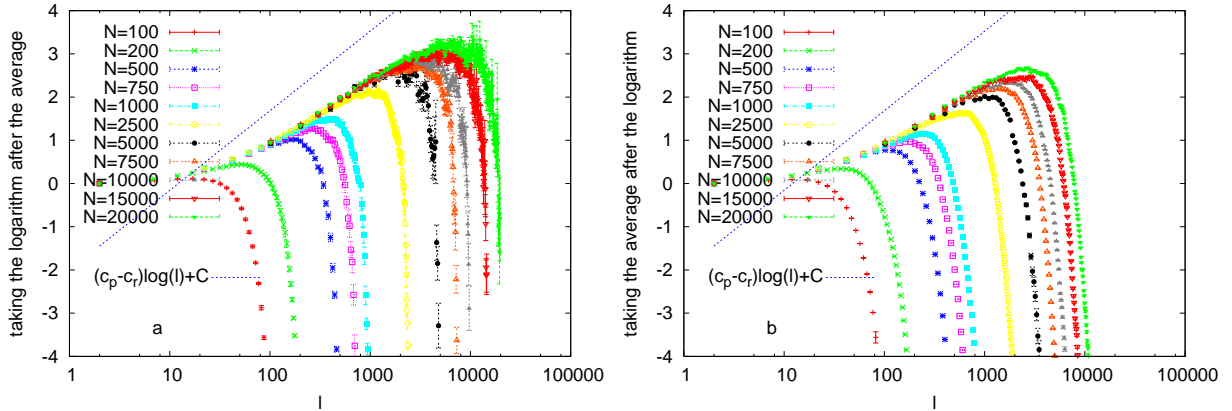 taking the logarithm after the average
4
3
2
1
0
-1
-2
-3
-4
N=100
N=200
N=500
N=750
N=1000
N=2500
N=5000
N=7500
N=10000
N=15000
N=20000
(c_p-c_r)log(l)+C
a
1 10 100 1000 10000 100000
l
taking the average after the logarithm
4
3
2
1
0
-1
-2
-3
-4
N=100
N=200
N=500
N=750
N=1000
N=2500
N=5000
N=7500
N=10000
N=15000
N=20000
(c_p-c_r)log(l)+C
b
1 10 100 1000 10000 100000
l